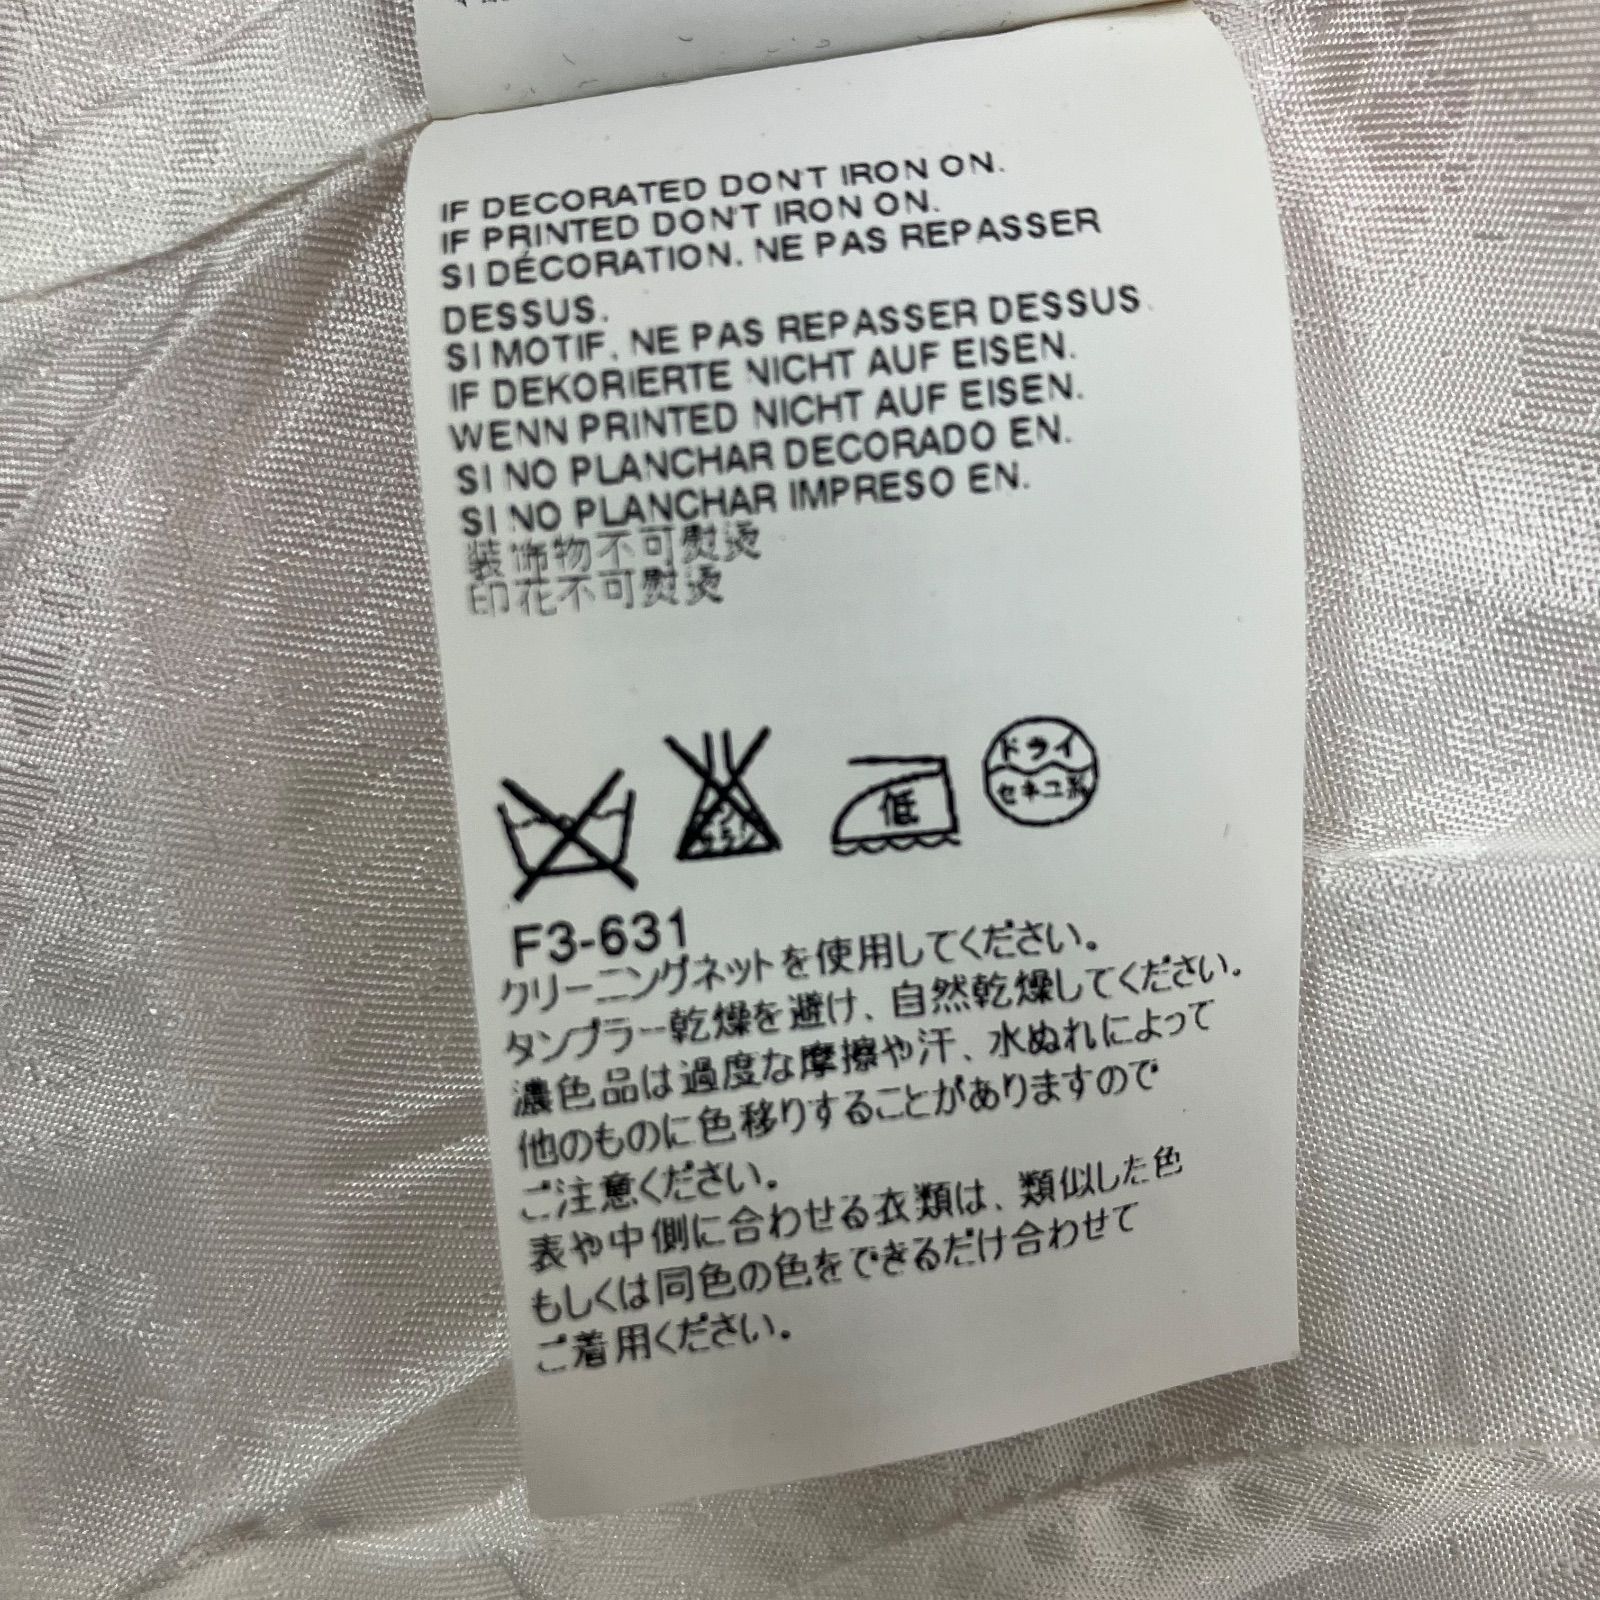 IF DECORATED DON'T IRON ON.
IF PRINTED DON'T IRON ON.
SI DÉCORATION. NE PAS REPASSER
DESSUS.
SI MOTIF. NE PAS REPASSER DESSUS.
IF DEKORIERTE NICHT AUF EISEN.
WENN PRINTED NICHT AUF EISEN.
SI NO PLANCHAR DECORADO EN.
SI NO PLANCHAR IMPRESO EN.
装饰物不可熨烫
印花不可熨烫
エンソサラシ
低
ドライ
セキユ系
F3-631
クリーニングネットを使用してください。
タンブラー乾燥を避け、自然乾燥してください。
濃色品は過度な摩擦や汗、水ぬれによって
他のものに色移りすることがありますので
ご注意ください。
表や中側に合わせる衣類は、類似した色
もしくは同色の色をできるだけ合わせて
ご着用ください。